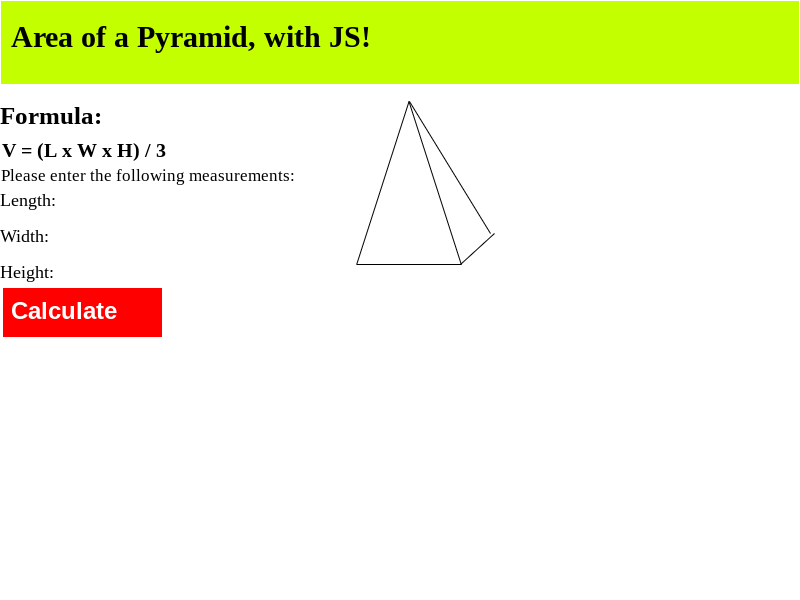 Area of a Pyramid, with JS!
Formula:
V = (L x W x H) / 3
Please enter the following measurements:
Length:
Width:
Height:
Calculate